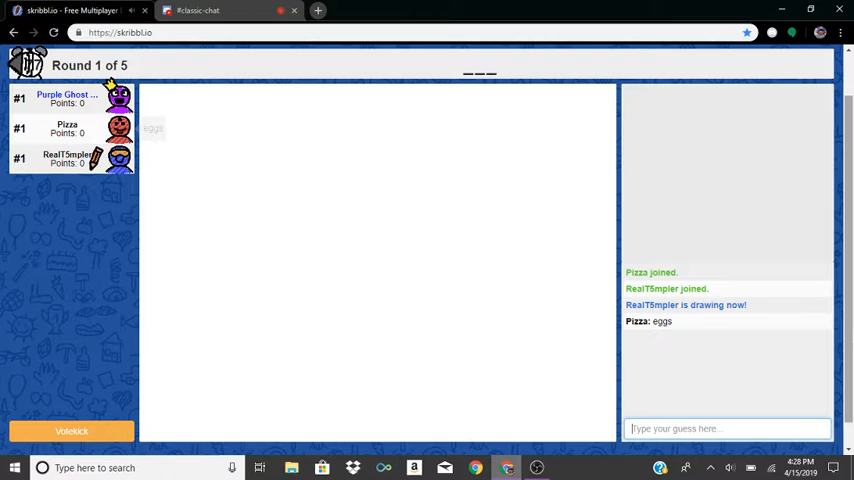 skribbl.io - Free Multiplayer
#classic-chat
https://skribbl.io
Round 1 of 5
___
#1
Purple Ghost ...
Points: 0
#1
Pizza
Points: 0
eggs
#1
RealT5mpler
Points: 0
Pizza joined.
RealT5mpler joined.
RealT5mpler is drawing now!
Pizza: eggs
Votekick
Type your guess here...
Type here to search
4:28 PM
4/15/2019